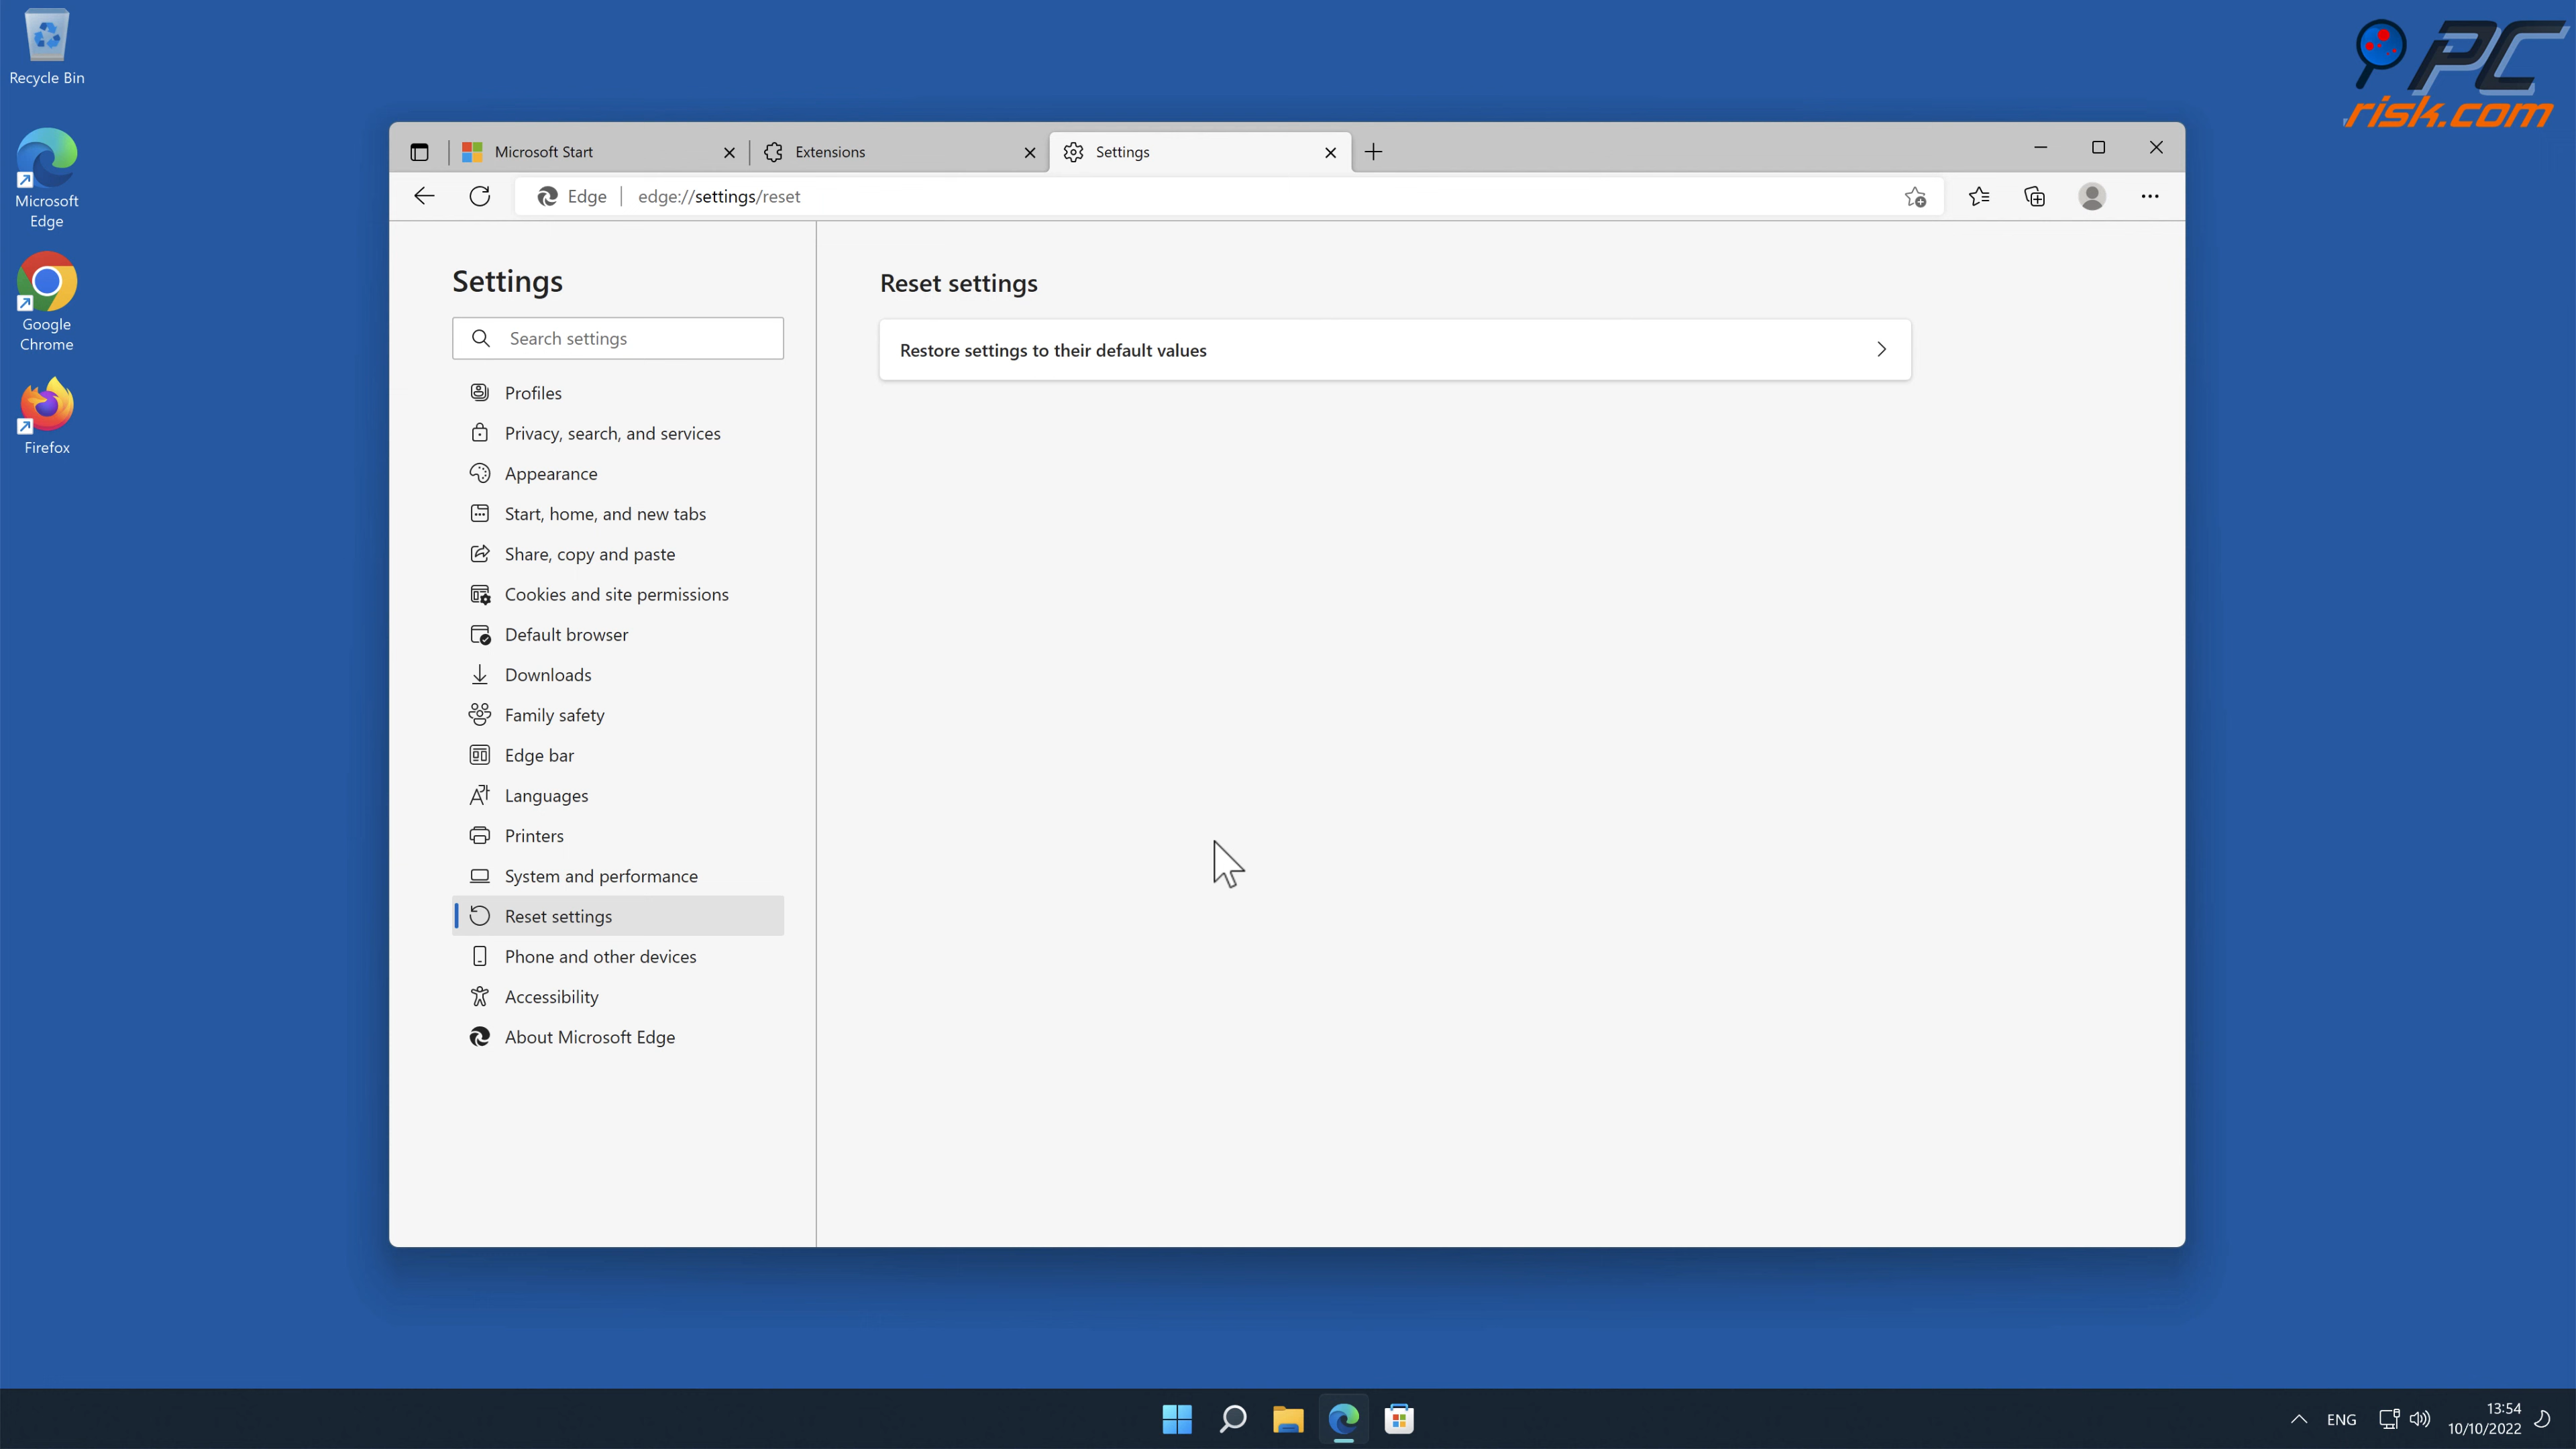 Recycle Bin
Microsoft
Edge
Google
Chrome
Firefox
PC
risk.com
Microsoft Start
Extensions
Settings
Edge
edge://settings/reset
Settings
Search settings
Profiles
Privacy, search, and services
Appearance
Start, home, and new tabs
Share, copy and paste
Cookies and site permissions
Default browser
Downloads
Family safety
Edge bar
Languages
Printers
System and performance
Reset settings
Phone and other devices
Accessibility
About Microsoft Edge
Reset settings
Restore settings to their default values
ENG
13:54
10/10/2022